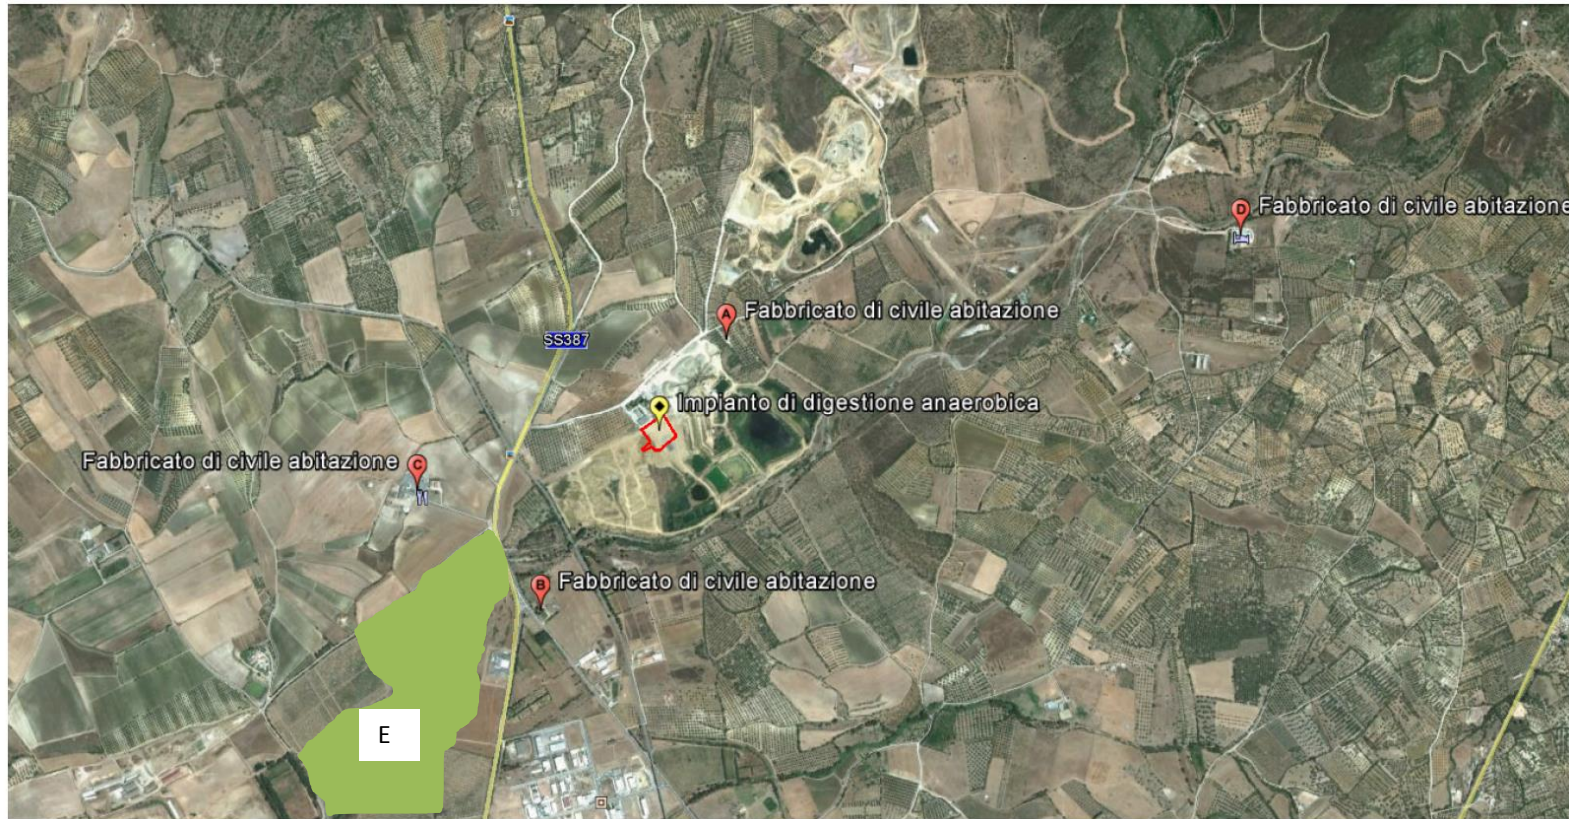 D Fabbricato di civile abitazione
A Fabbricato di civile abitazione
SS387
Impianto di digestione anaerobica
Fabbricato di civile abitazione C
B Fabbricato di civile abitazione
E